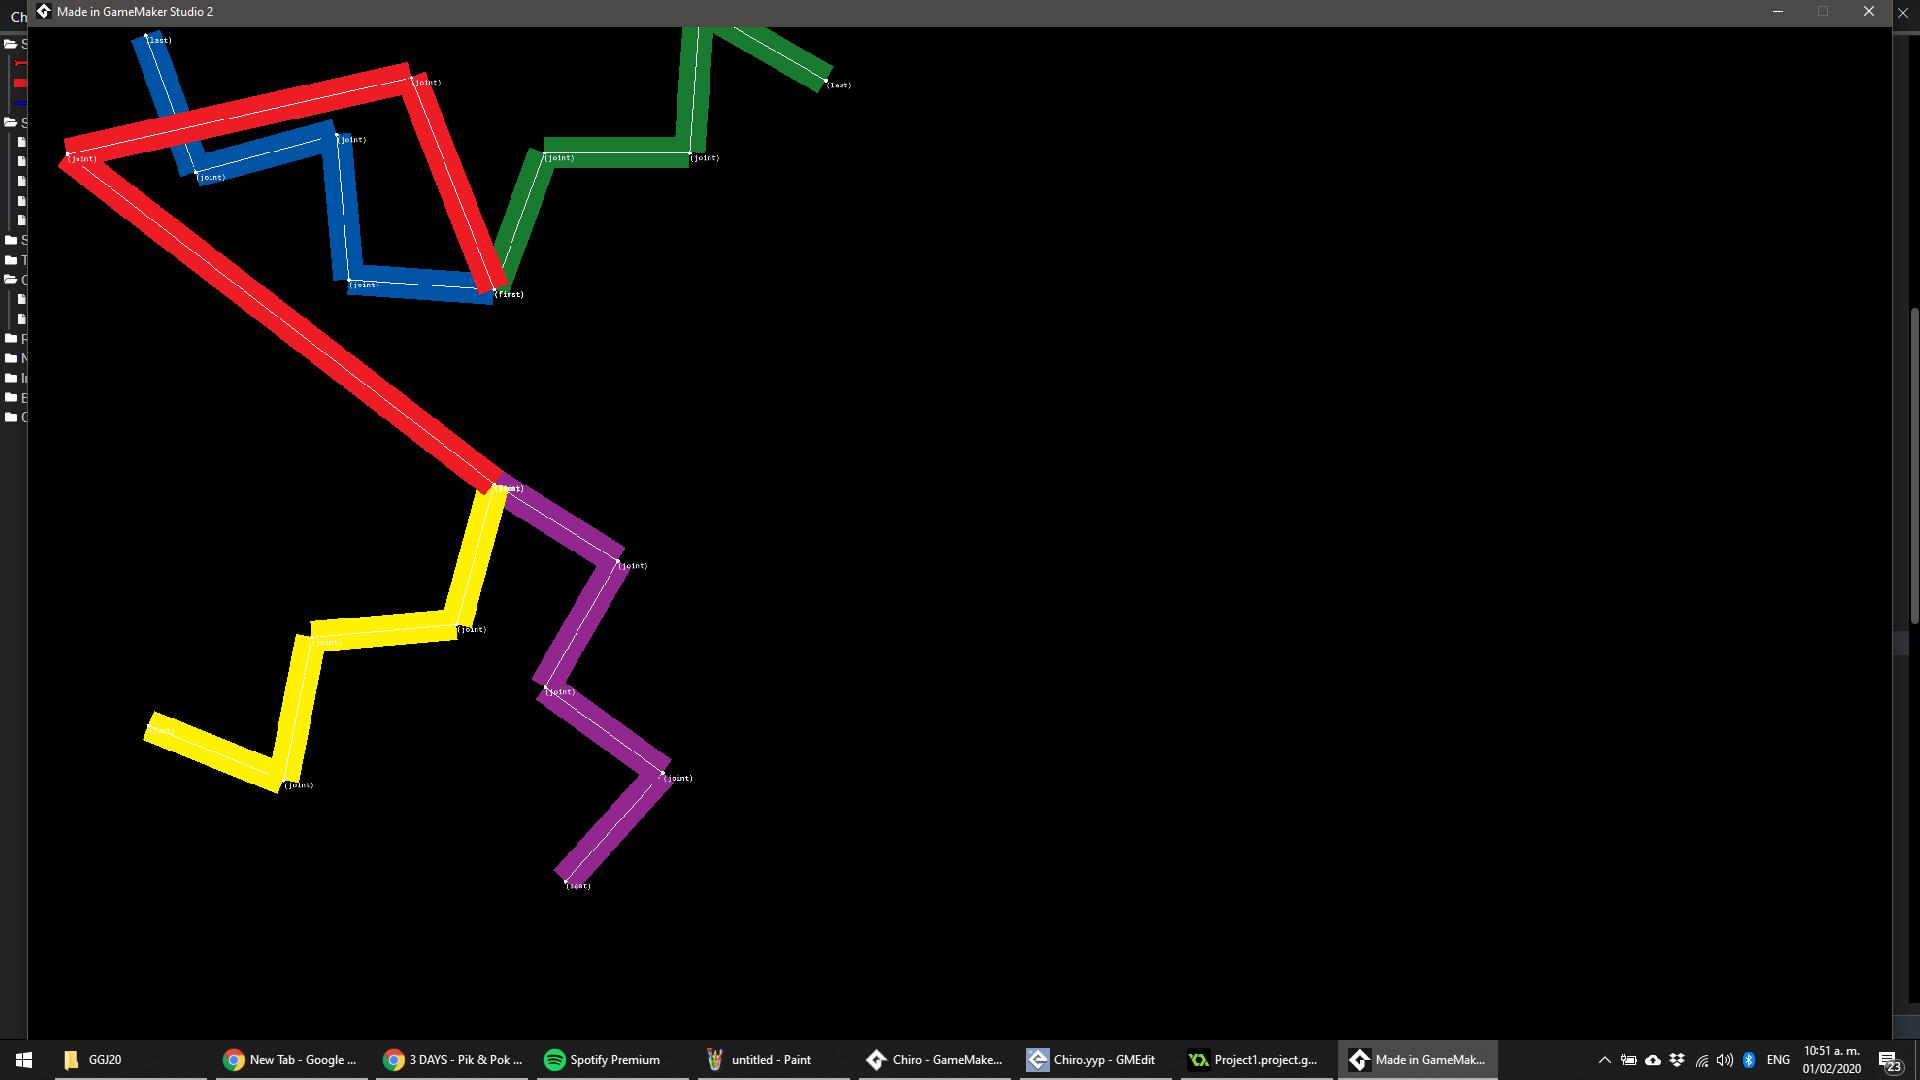 Ch
Made in GameMaker Studio 2
(last)
(joint)
(last)
(joint)
(joint)
(joint)
(joint)
(joint)
(joint)
(first)
(joint)
(joint)
(joint)
(joint)
(joint)
(joint)
(last)
GGJ20
New Tab - Google ...
3 DAYS - Pik & Pok ...
Spotify Premium
untitled - Paint
Chiro - GameMake...
Chiro.yyp - GMEdit
Project1.project.g...
Made in GameMak...
ENG
10:51 a. m.
01/02/2020
23